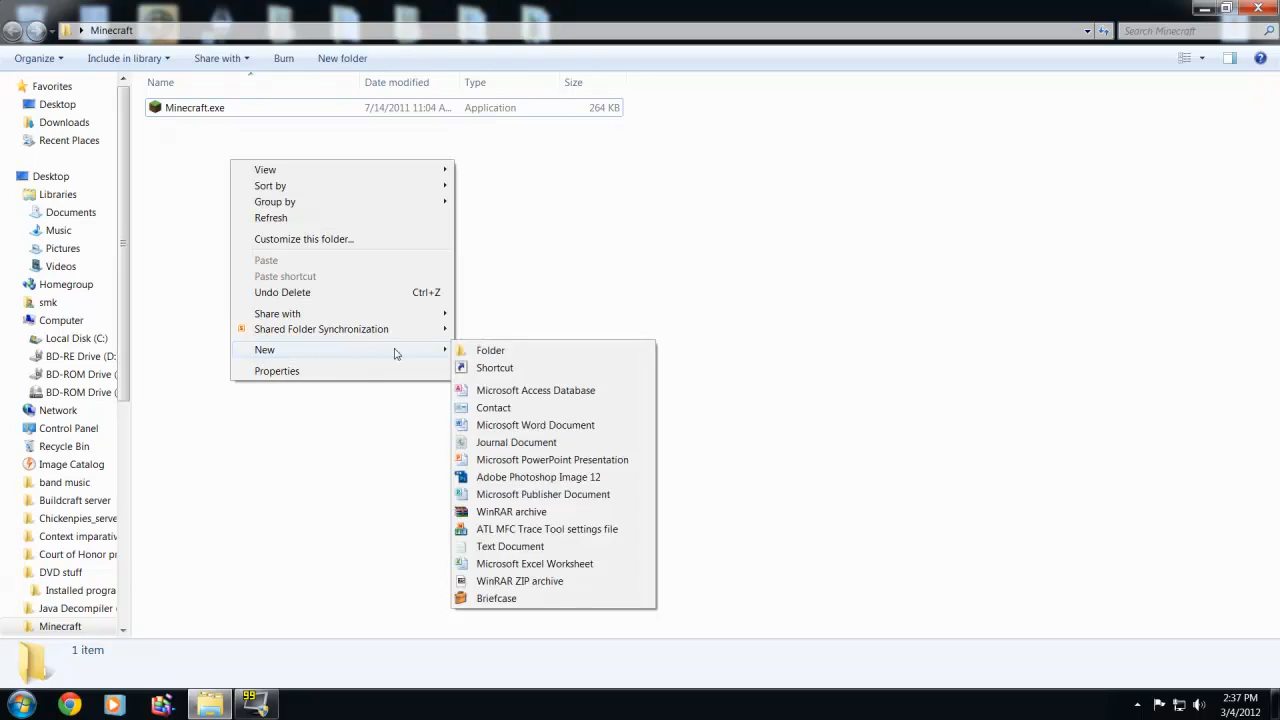 Minecraft
Search Minecraft
Organize
Include in library
Share with
Burn
New folder
Name
Date modified
Type
Size
Minecraft.exe
7/14/2011 11:04 A...
Application
264 KB
Favorites
Desktop
Downloads
Recent Places
Desktop
Libraries
Documents
Music
Pictures
Videos
Homegroup
smk
Computer
Local Disk (C:)
BD-RE Drive (D:
BD-ROM Drive (
BD-ROM Drive (
Network
Control Panel
Recycle Bin
Image Catalog
band music
Buildcraft server
Chickenpies_serve
Context imparativ
Court of Honor pr
DVD stuff
Installed progra
Java Decompiler
Minecraft
View
Sort by
Group by
Refresh
Customize this folder...
Paste
Paste shortcut
Undo Delete Ctrl+Z
Share with
Shared Folder Synchronization
New
Properties
Folder
Shortcut
Microsoft Access Database
Contact
Microsoft Word Document
Journal Document
Microsoft PowerPoint Presentation
Adobe Photoshop Image 12
Microsoft Publisher Document
WinRAR archive
ATL MFC Trace Tool settings file
Text Document
Microsoft Excel Worksheet
WinRAR ZIP archive
Briefcase
1 item
99
2:37 PM
3/4/2012